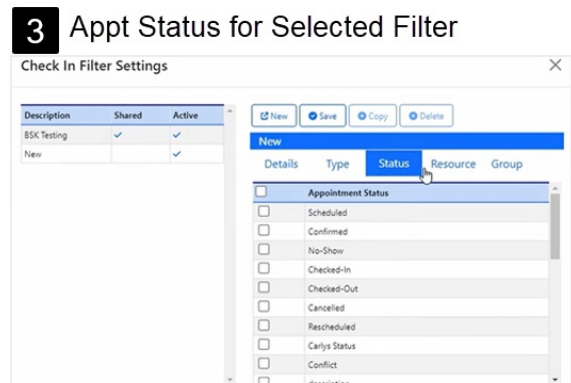 3 Appt Status for Selected Filter
Check In Filter Settings
Description Shared Active
BSK Testing
New
New Save Copy Delete
New
Details Type Status Resource Group
Appointment Status
Scheduled
Confirmed
No-Show
Checked-In
Checked-Out
Cancelled
Rescheduled
Carlys Status
Conflict